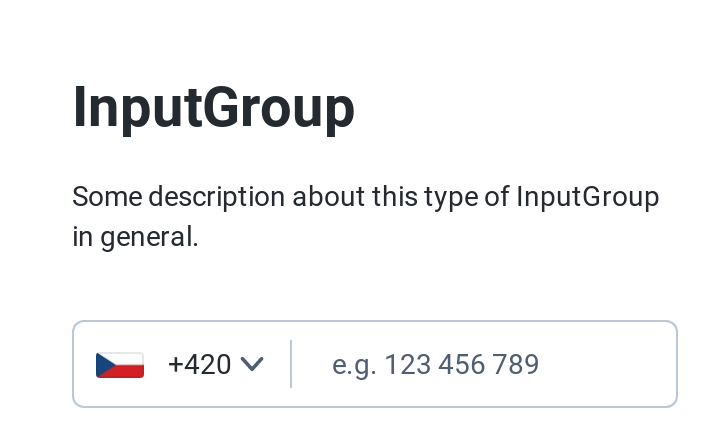 InputGroup
Some description about this type of InputGroup
in general.
+420
e.g. 123 456 789